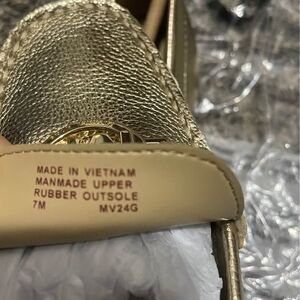 MADE IN VIETNAM
MANMADE UPPER
RUBBER OUTSOLE
7M MV24G